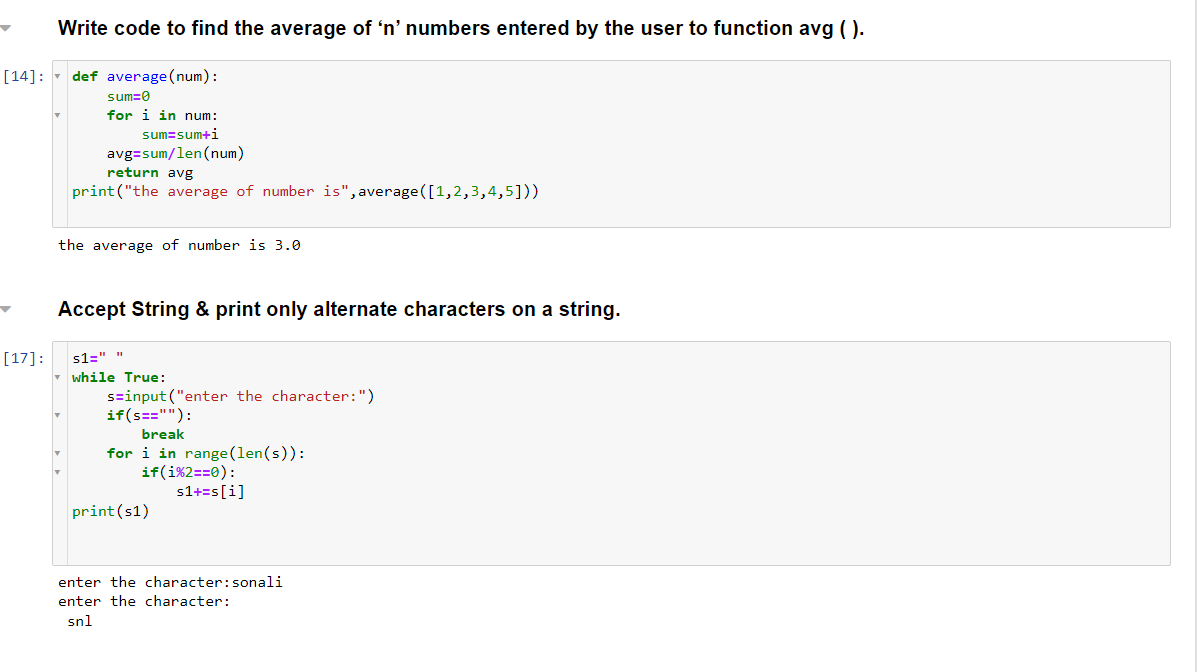 Write code to find the average of ‘n’ numbers entered by the user to function avg ( ).
[14]: def average(num):
    sum=0
    for i in num:
        sum=sum+i
    avg=sum/len(num)
    return avg
print("the average of number is",average([1,2,3,4,5]))
the average of number is 3.0
Accept String & print only alternate characters on a string.
[17]: s1=" "
while True:
    s=input("enter the character:")
    if(s==""):
        break
    for i in range(len(s)):
        if(i%2==0):
            s1+=s[i]
print(s1)
enter the character:sonali
enter the character:
 snl